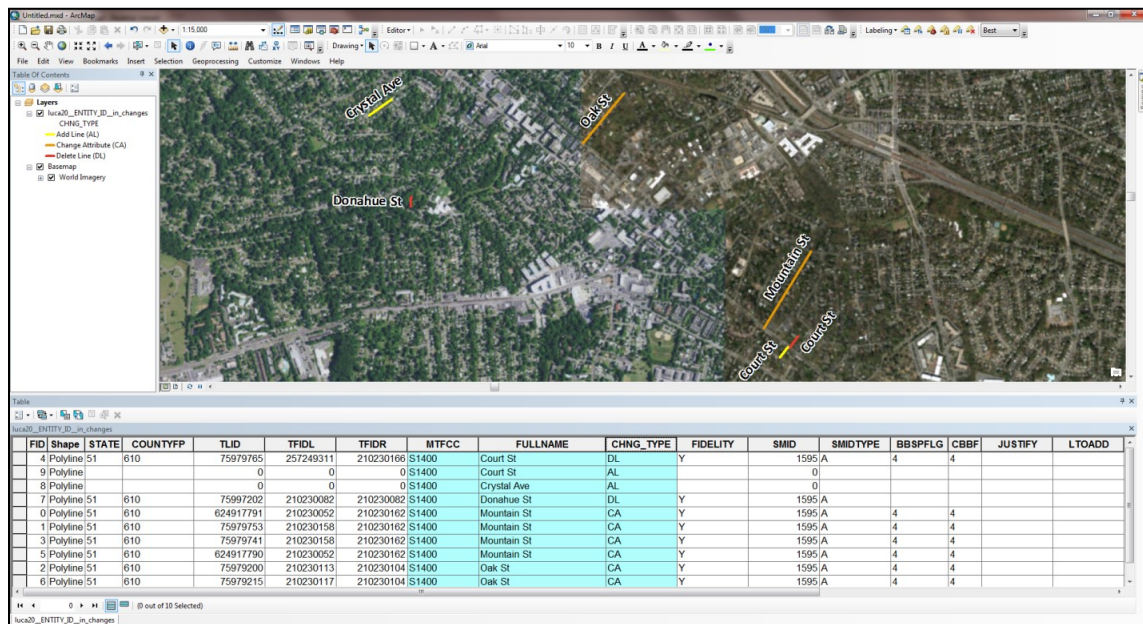 Untitled.mxd - ArcMap
1:15,000
Editor
Labeling
Best
Drawing
Arial
10
B I U A
File Edit View Bookmarks Insert Selection Geoprocessing Customize Windows Help
Table Of Contents
Layers
luca20__ENTITY_ID__in_changes
CHNG_TYPE
Add Line (AL)
Change Attribute (CA)
Delete Line (DL)
Basemap
World Imagery
Crystal Ave
Oak St
Donahue St
Mountain St
Court St
Court St
Table
luca20__ENTITY_ID__in_changes
FID Shape STATE COUNTYFP TLID TFIDL TFIDR MTFCC FULLNAME CHNG_TYPE FIDELITY SMID SMIDTYPE BBSPFLG CBBF JUSTIFY LTOADD
4 Polyline 51 610 75979765 257249311 210230166 S1400 Court St DL Y 1595 A 4 4
9 Polyline 0 0 0 S1400 Court St AL 0
8 Polyline 0 0 0 S1400 Crystal Ave AL 0
7 Polyline 51 610 75997202 210230082 210230082 S1400 Donahue St DL Y 1595 A
0 Polyline 51 610 624917791 210230052 210230162 S1400 Mountain St CA Y 1595 A 4 4
1 Polyline 51 610 75979753 210230158 210230162 S1400 Mountain St CA Y 1595 A 4 4
3 Polyline 51 610 75979741 210230158 210230162 S1400 Mountain St CA Y 1595 A 4 4
5 Polyline 51 610 624917790 210230052 210230162 S1400 Mountain St CA Y 1595 A 4 4
2 Polyline 51 610 75979200 210230113 210230104 S1400 Oak St CA Y 1595 A 4 4
6 Polyline 51 610 75979215 210230117 210230104 S1400 Oak St CA Y 1595 A 4 4
0 (0 out of 10 Selected)
luca20__ENTITY_ID__in_changes